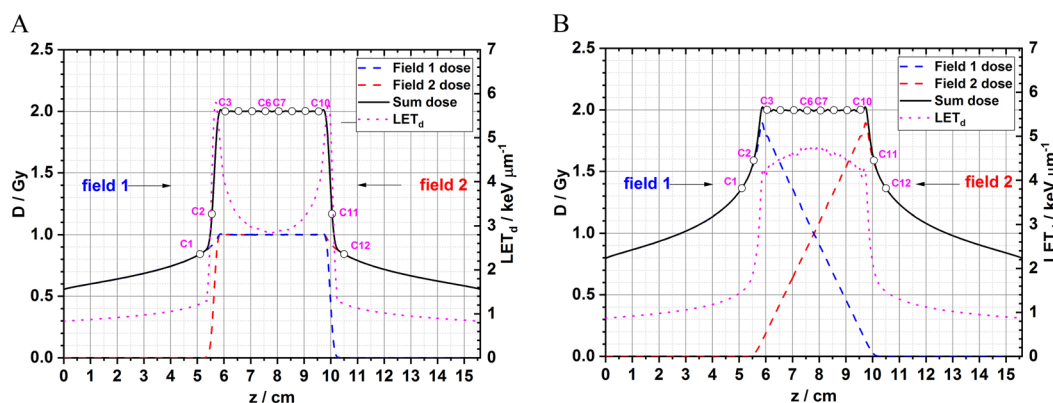 A
D / Gy
2.5
2.0
1.5
1.0
0.5
0.0
Field 1 dose
Field 2 dose
Sum dose
LETd
C3
C6 C7
C10
field 1
field 2
C2
C11
C1
C12
7
6
5
4
3
2
1
0
LETd / keV μm-1
0 1 2 3 4 5 6 7 8 9 10 11 12 13 14 15
z / cm
B
D / Gy
2.5
2.0
1.5
1.0
0.5
0.0
Field 1 dose
Field 2 dose
Sum dose
LETd
C3
C6 C7
C10
C2
C11
field 1
C1
C12
field 2
7
6
5
4
3
2
1
0
LETd / keV μm-1
0 1 2 3 4 5 6 7 8 9 10 11 12 13 14 15
z / cm